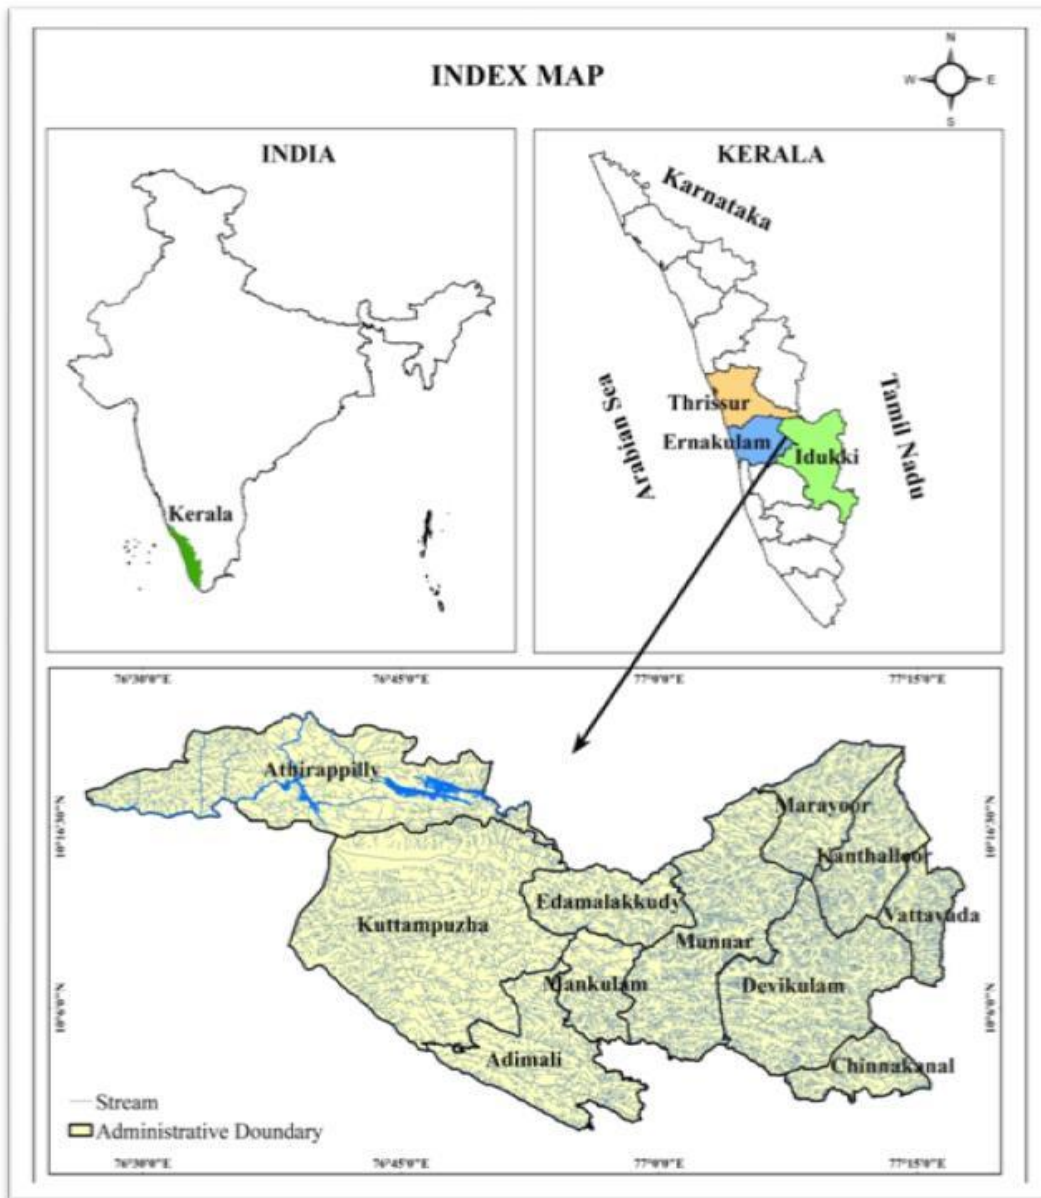 INDEX MAP
N
W E
S
INDIA
Kerala
KERALA
Karnataka
Thrissur
Ernakulam
Idukki
Arabian Sea
Tamil Nadu
76°30'0"E 76°45'0"E 77°0'0"E 77°15'0"E
Athirappilly
Marayoor
Kanthalloor
Edamalakkudy
Vattavada
Kuttampuzha
Munnar
Mankulam
Devikulam
Adimali
Chinnakanal
Stream
Administrative Doundary
76°30'0"E 76°45'0"E 77°0'0"E 77°15'0"E